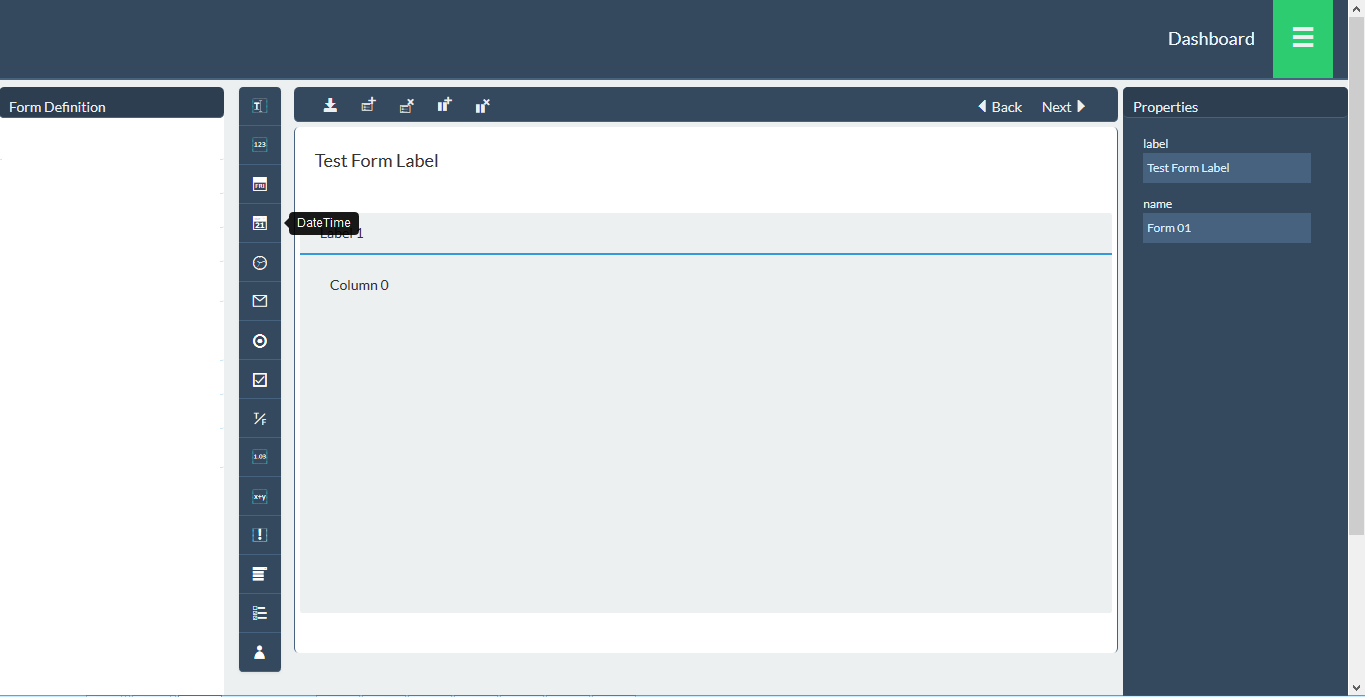 Dashboard
Form Definition
Back
Next
Properties
Test Form Label
label
Test Form Label
name
Form 01
T
123
FRI
21
DateTime
Label 1
Column 0
T/F
1.03
x+y
!